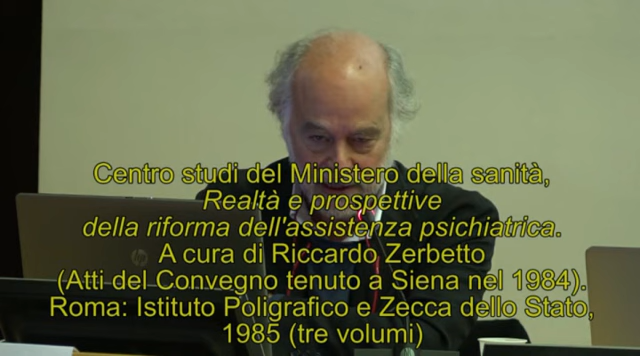 Centro studi del Ministero della sanità,
Realtà e prospettive
della riforma dell'assistenza psichiatrica.
A cura di Riccardo Zerbetto
(Atti del Convegno tenuto a Siena nel 1984).
Roma: Istituto Poligrafico e Zecca dello Stato,
1985 (tre volumi)